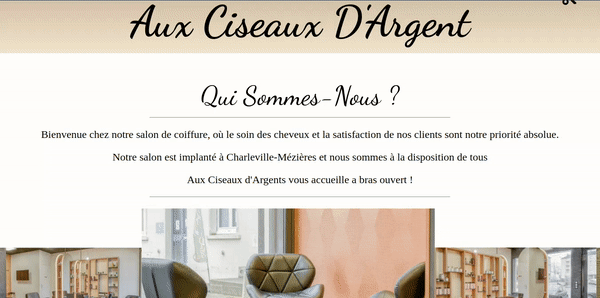 Aux Ciseaux D'Argent
Qui Sommes-Nous ?
Bienvenue chez notre salon de coiffure, où le soin des cheveux et la satisfaction de nos clients sont notre priorité absolue.
Notre salon est implanté à Charleville-Mézières et nous sommes à la disposition de tous
Aux Ciseaux d'Argents vous accueille a bras ouvert !